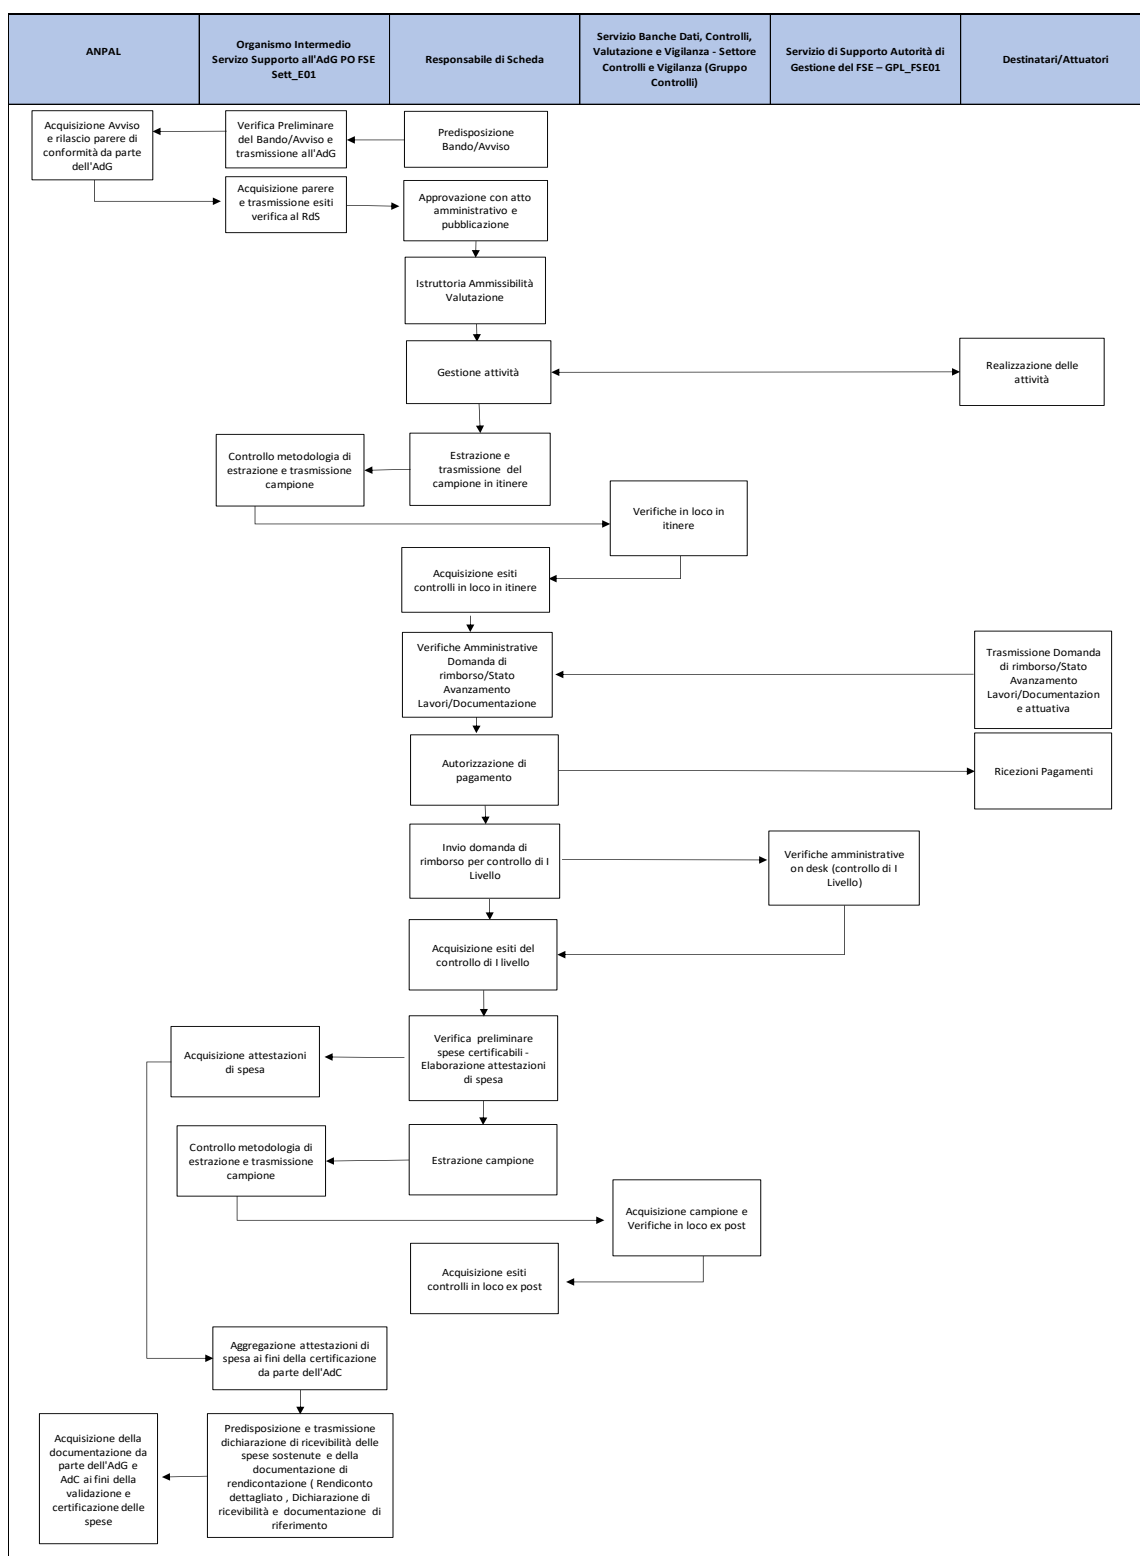 ANPAL
Organismo Intermedio
Servizo Supporto all'AdG PO FSE
Sett_E01
Responsabile di Scheda
Servizio Banche Dati, Controlli,
Valutazione e Vigilanza - Settore
Controlli e Vigilanza (Gruppo
Controlli)
Servizio di Supporto Autorità di
Gestione del FSE – GPL_FSE01
Destinatari/Attuatori
Acquisizione Avviso
e rilascio parere di
conformità da parte
dell'AdG
Verifica Preliminare
del Bando/Avviso e
trasmissione all'AdG
Predisposizione
Bando/Avviso
Acquisizione parere
e trasmissione esiti
verifica al RdS
Approvazione con atto
amministrativo e
pubblicazione
Istruttoria Ammissibilità
Valutazione
Gestione attività
Realizzazione delle
attività
Controllo metodologia di
estrazione e trasmissione
campione
Estrazione e
trasmissione del
campione in itinere
Verifiche in loco in
itinere
Acquisizione esiti
controlli in loco in itinere
Verifiche Amministrative
Domanda di
rimborso/Stato
Avanzamento
Lavori/Documentazione
Trasmissione Domanda
di rimborso/Stato
Avanzamento
Lavori/Documentazion
e attuativa
Autorizzazione di
pagamento
Ricezioni Pagamenti
Invio domanda di
rimborso per controllo di I
Livello
Verifiche amministrative
on desk (controllo di I
Livello)
Acquisizione esiti del
controllo di I livello
Acquisizione attestazioni
di spesa
Verifica preliminare
spese certificabili -
Elaborazione attestazioni
di spesa
Controllo metodologia di
estrazione e trasmissione
campione
Estrazione campione
Acquisizione campione e
Verifiche in loco ex post
Acquisizione esiti
controlli in loco ex post
Aggregazione attestazioni di
spesa ai fini della certificazione
da parte dell'AdC
Acquisizione della
documentazione da
parte dell'AdG e
AdC ai fini della
validazione e
certificazione delle
spese
Predisposizione e trasmissione
dichiarazione di ricevibilità delle
spese sostenute e della
documentazione di
rendicontazione ( Rendiconto
dettagliato , Dichiarazione di
ricevibilità e documentazione di
riferimento